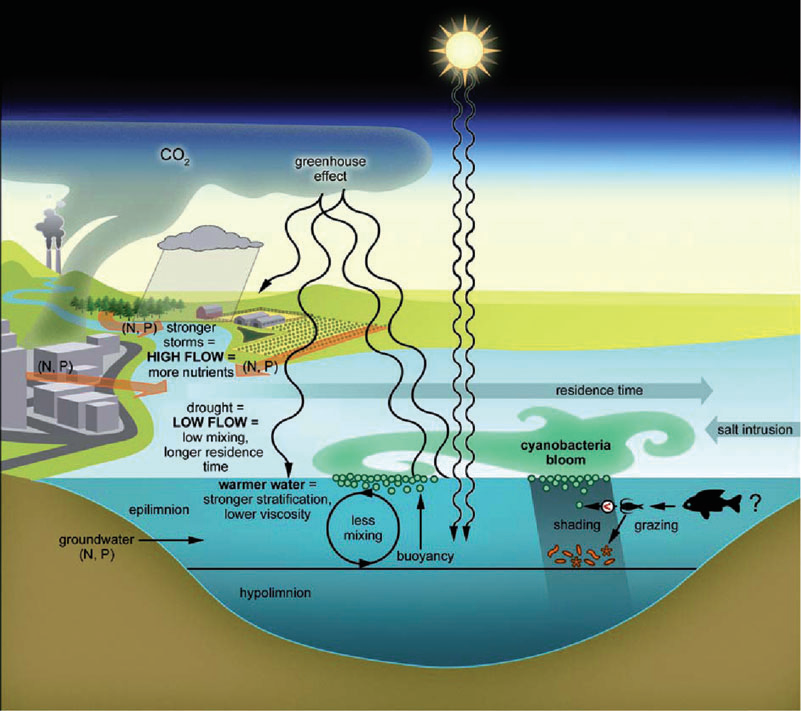 CO2
greenhouse
effect
(N, P)
stronger
storms =
HIGH FLOW =
more nutrients
(N, P)
(N, P)
residence time
drought =
LOW FLOW =
low mixing,
longer residence
time
salt intrusion
cyanobacteria
bloom
warmer water =
stronger stratification,
lower viscosity
epilimnion
groundwater
(N, P)
less
mixing
buoyancy
shading
<
grazing
?
hypolimnion